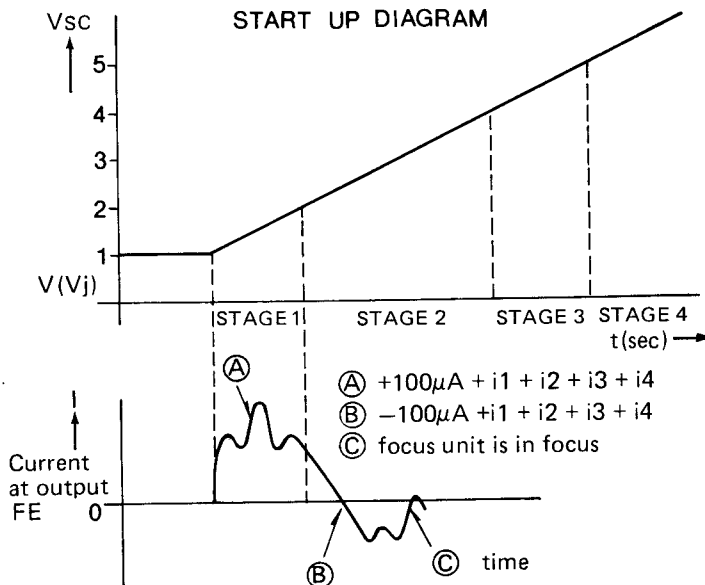 START UP DIAGRAM
Vsc
5
4
3
2
1
V(Vj)
STAGE 1 STAGE 2 STAGE 3 STAGE 4
t(sec)
Ⓐ
Ⓐ +100μA + i1 + i2 + i3 + i4
Ⓑ −100μA +i1 + i2 + i3 + i4
Ⓒ focus unit is in focus
I
Current
at output
FE 0
Ⓑ Ⓒ time